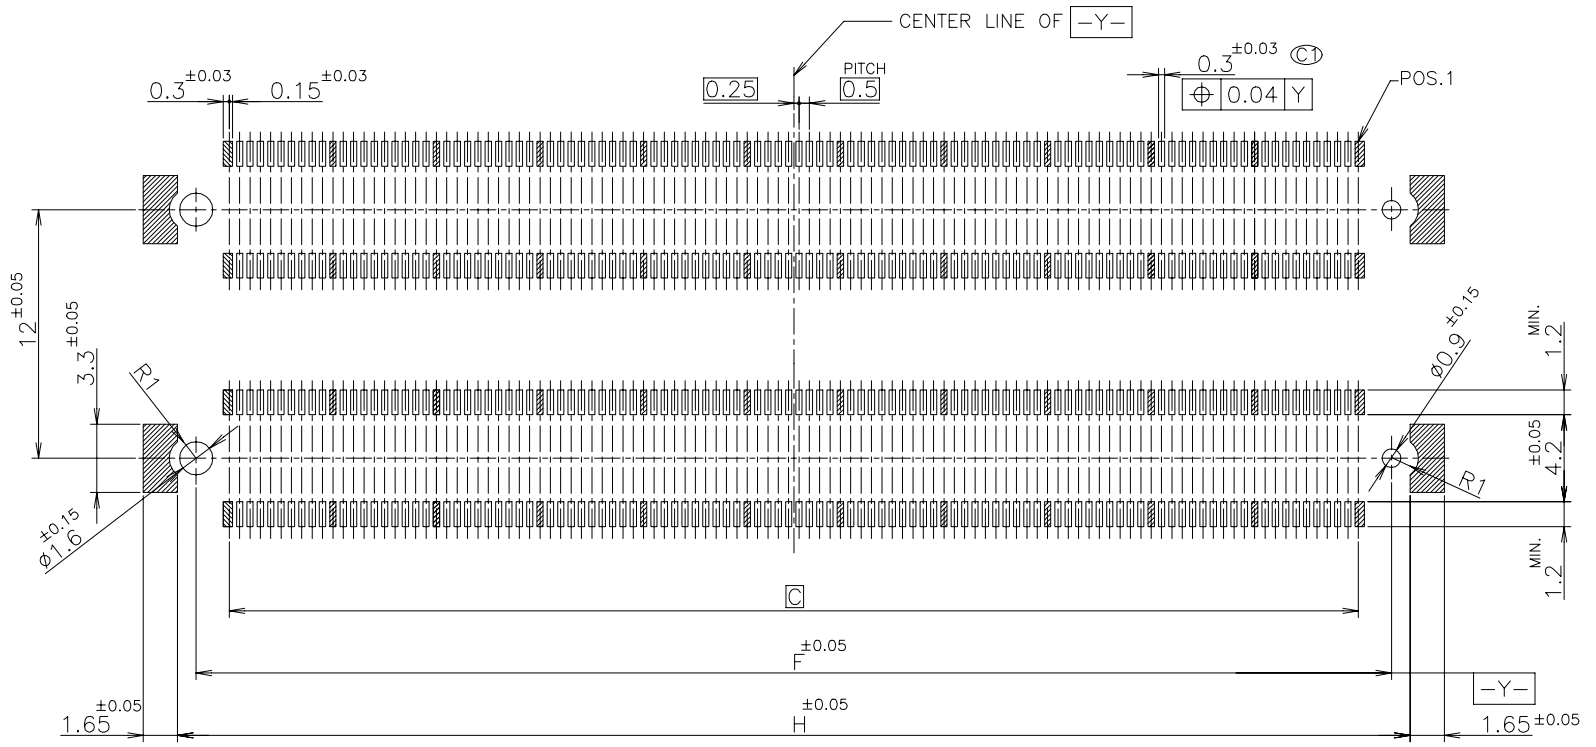 CENTER LINE OF -Y-
0.3±0.03
0.15±0.03
0.25
PITCH
0.5
0.3±0.03 C1
⌖ 0.04 Y
POS.1
12±0.05
3.3±0.05
R1
ø1.6±0.15
ø0.9±0.15
R1
MIN.
1.2
4.2±0.05
MIN.
1.2
C
F±0.05
-Y-
1.65±0.05
H±0.05
1.65±0.05